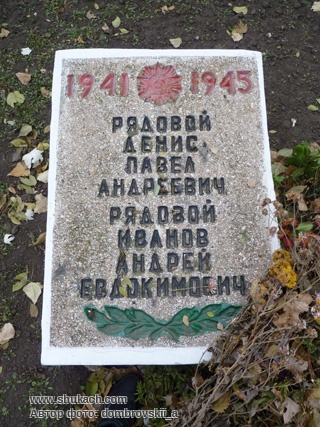 1941 1945
РЯДОВОЙ
ДЕНИС
ПАВЕЛ
АНДРЕЕВИЧ
РЯДОВОЙ
ИВАНОВ
АНДРЕЙ
ЕВДОКИМОВИЧ
www.shukach.com
Автор фото: dombrovskii_a